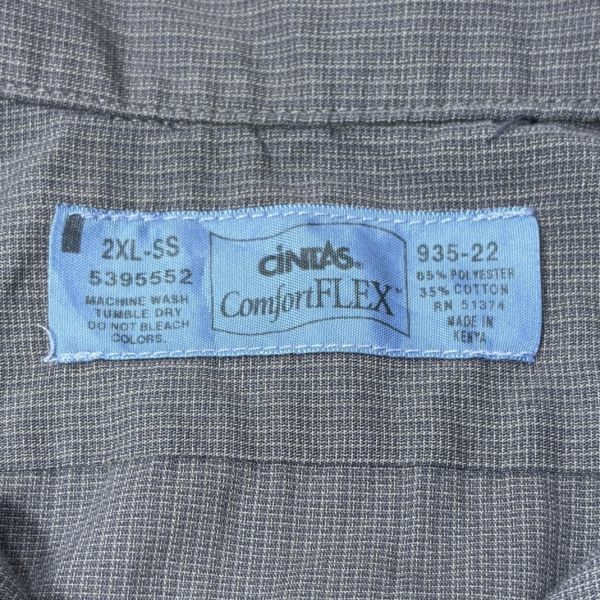 2XL-SS
5395552
MACHINE WASH
TUMBLE DRY
DO NOT BLEACH
COLORS.
CINTAS®
ComfortFLEX™
935-22
65% POLYESTER
35% COTTON
RN 51374
MADE IN
KENYA